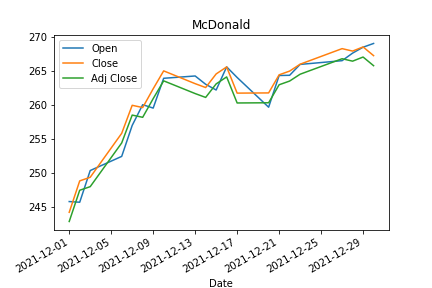 McDonald
Open
Close
Adj Close
270
265
260
255
250
245
2021-12-01
2021-12-05
2021-12-09
2021-12-13
2021-12-17
2021-12-21
2021-12-25
2021-12-29
Date